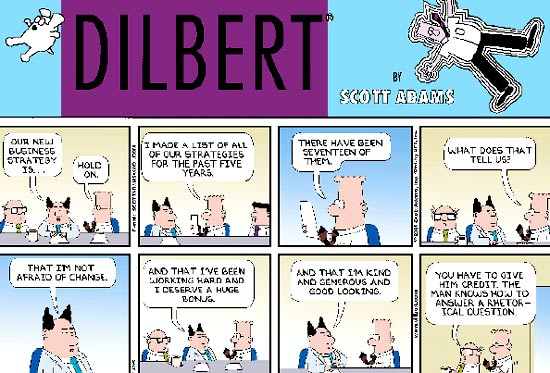 DILBERT
BY
SCOTT ADAMS
OUR NEW
BUSINESS
STRATEGY
IS...
HOLD
ON.
I MADE A LIST OF ALL
OF OUR STRATEGIES
FOR THE PAST FIVE
YEARS.
THERE HAVE BEEN
SEVENTEEN OF
THEM.
WHAT DOES THAT
TELL US?
THAT I'M NOT
AFRAID OF CHANGE.
AND THAT I'VE BEEN
WORKING HARD AND
I DESERVE A HUGE
BONUS.
AND THAT I'M KIND
AND GENEROUS AND
GOOD LOOKING.
YOU HAVE TO GIVE
HIM CREDIT. THE
MAN KNOWS HOW TO
ANSWER A RHETOR-
ICAL QUESTION.